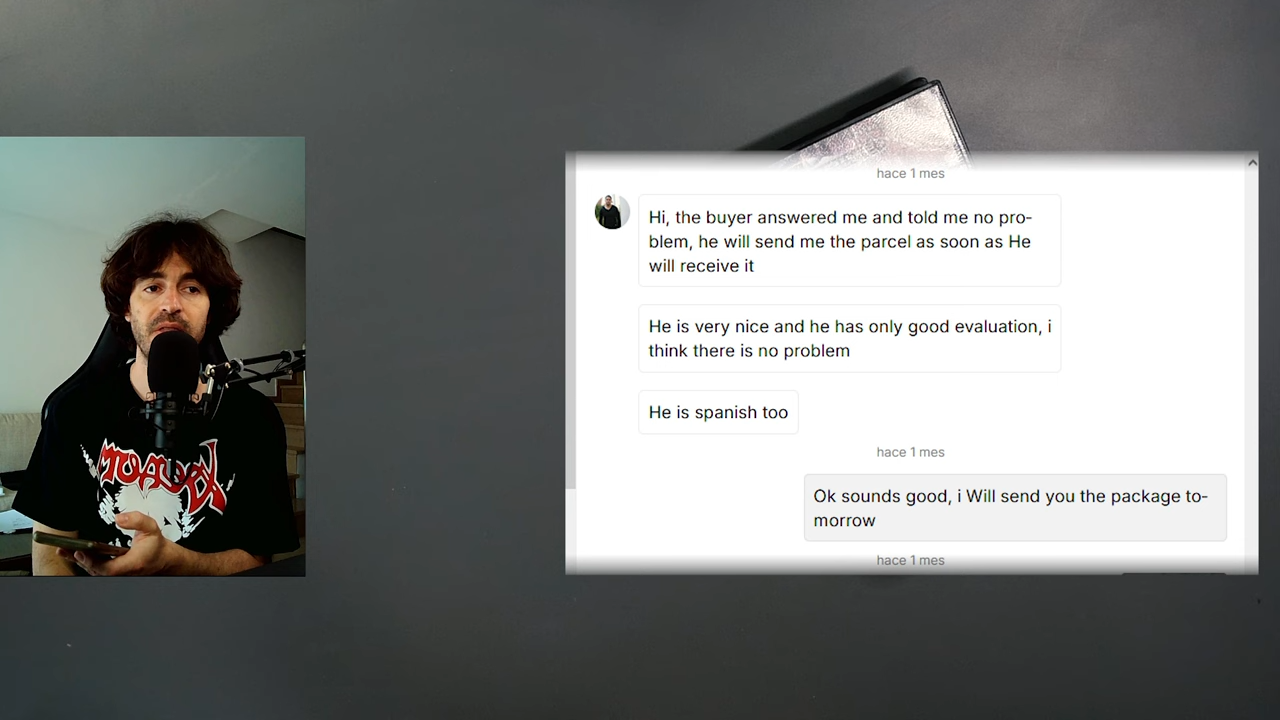 hace 1 mes
Hi, the buyer answered me and told me no pro-
blem, he will send me the parcel as soon as He
will receive it
He is very nice and he has only good evaluation, i
think there is no problem
He is spanish too
hace 1 mes
Ok sounds good, i Will send you the package to-
morrow
hace 1 mes